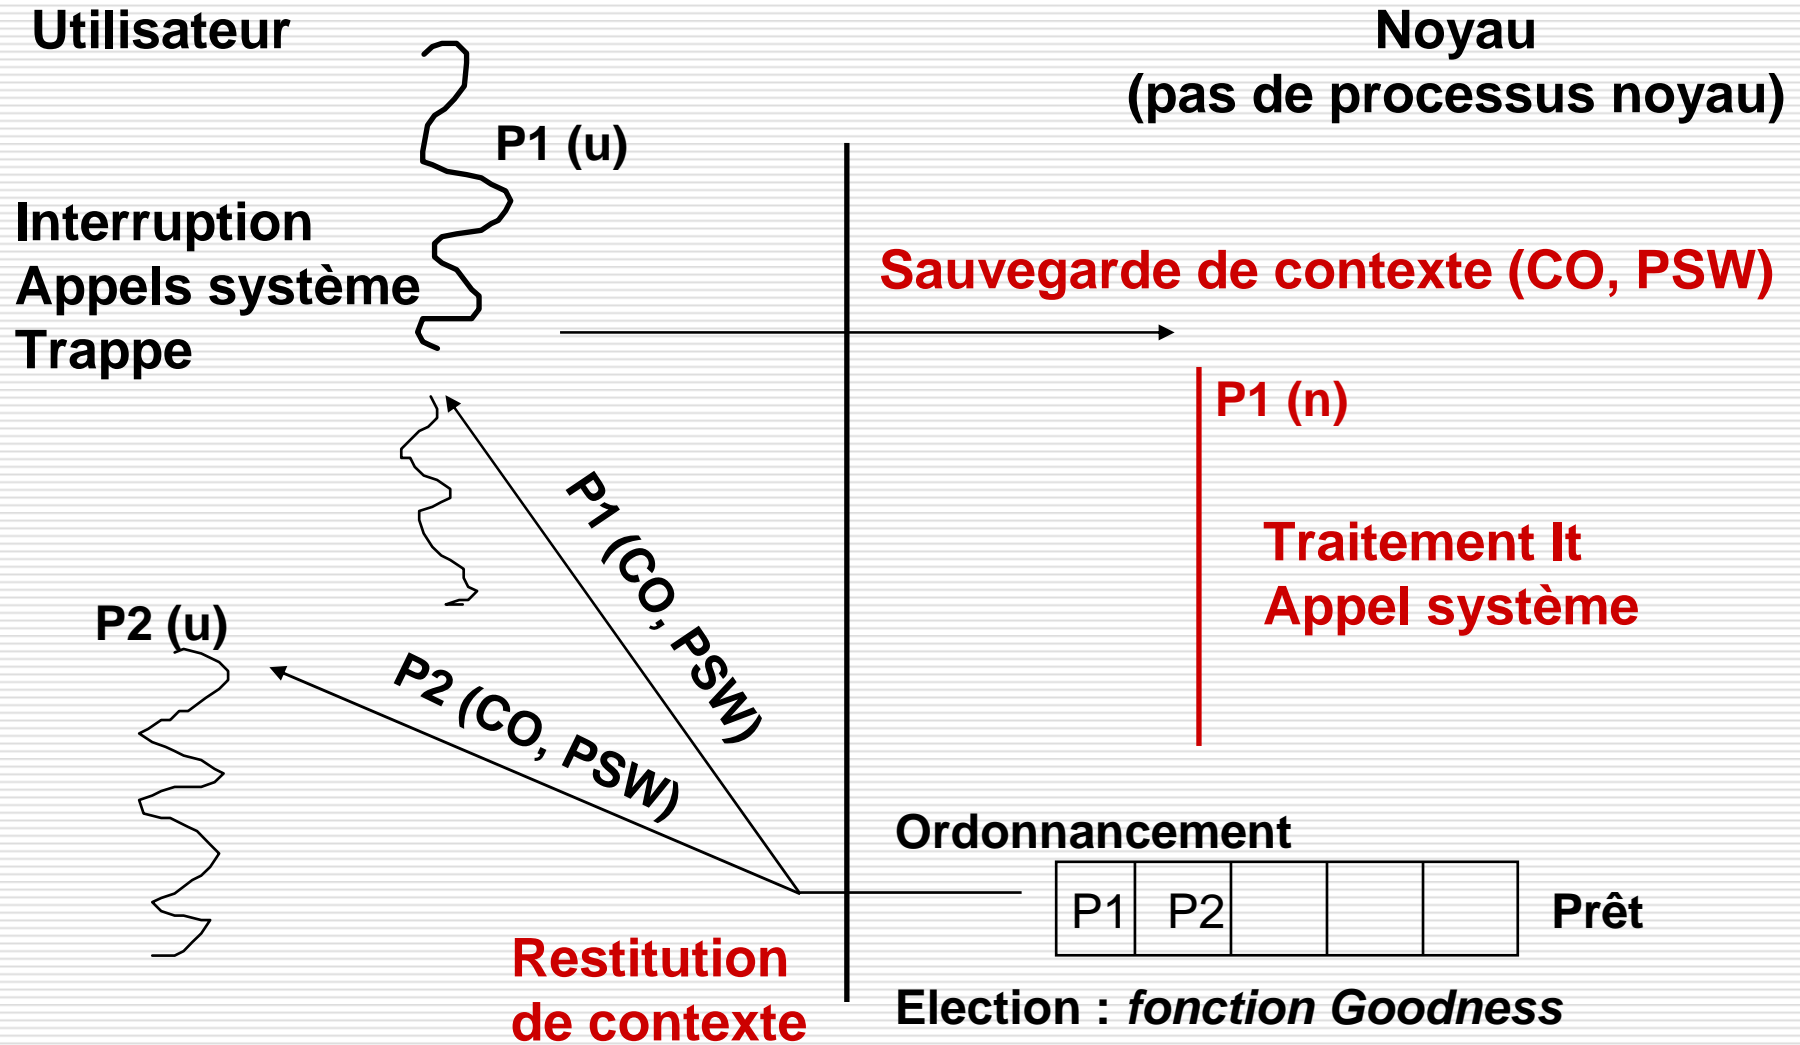 Utilisateur
Noyau
(pas de processus noyau)
P1 (u)
Interruption
Appels système
Trappe
Sauvegarde de contexte (CO, PSW)
P1 (n)
P1 (CO, PSW)
Traitement It
Appel système
P2 (u)
P2 (CO, PSW)
Ordonnancement
P1 P2
Prêt
Restitution
de contexte
Election : fonction Goodness